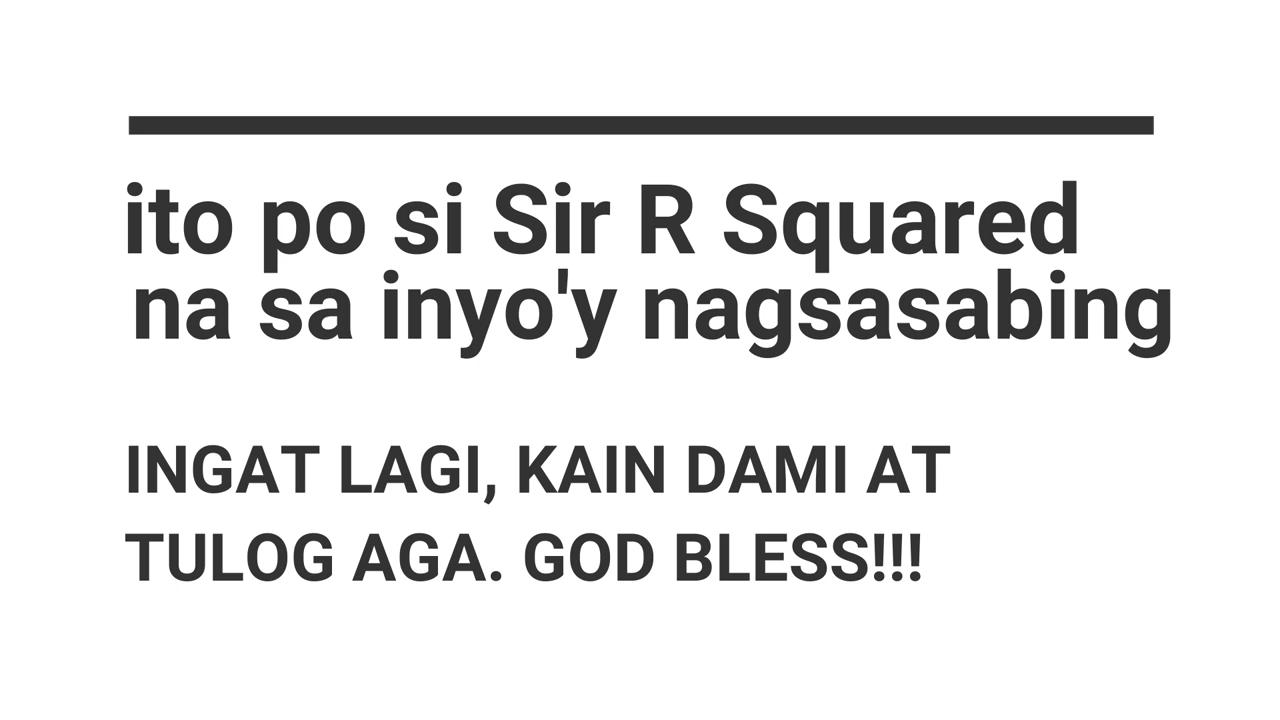 ito po si Sir R Squared
na sa inyo'y nagsasabing
INGAT LAGI, KAIN DAMI AT
TULOG AGA. GOD BLESS!!!